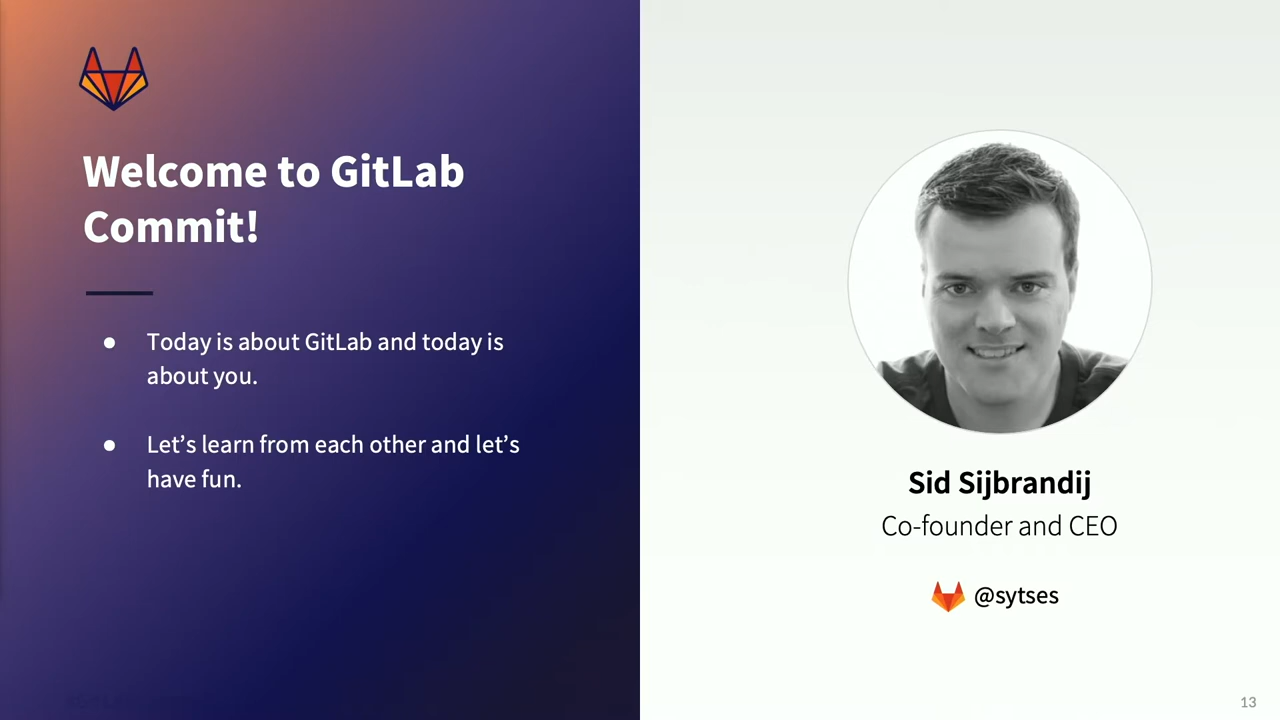 Welcome to GitLab
Commit!
● Today is about GitLab and today is
about you.
● Let’s learn from each other and let’s
have fun.
Sid Sijbrandij
Co-founder and CEO
@sytses
13